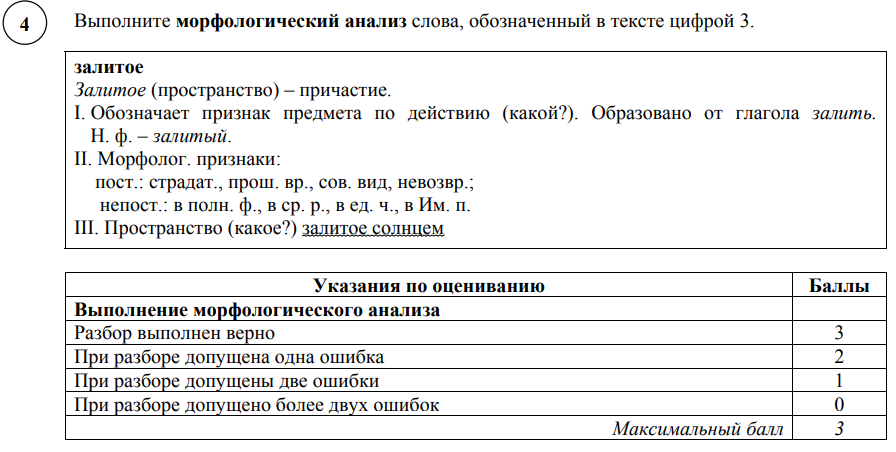 4
Выполните морфологический анализ слова, обозначенный в тексте цифрой 3.
залитое
Залитое (пространство) – причастие.
I. Обозначает признак предмета по действию (какой?). Образовано от глагола залить.
Н. ф. – залитый.
II. Морфолог. признаки:
пост.: страдат., прош. вр., сов. вид, невозвр.;
непост.: в полн. ф., в ср. р., в ед. ч., в Им. п.
III. Пространство (какое?) залитое солнцем
Указания по оцениванию Баллы
Выполнение морфологического анализа
Разбор выполнен верно 3
При разборе допущена одна ошибка 2
При разборе допущены две ошибки 1
При разборе допущено более двух ошибок 0
Максимальный балл 3